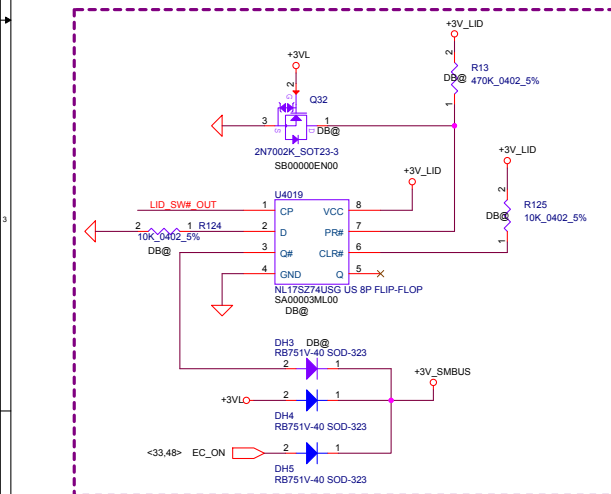 +3V_LID
+3VL
2
R13
DB@
470K_0402_5%
1
2
G
Q32
3
S
D
1
DB@
2N7002K_SOT23-3
SB00000EN00
+3V_LID
+3V_LID
2
R125
DB@
10K_0402_5%
1
U4019
LID_SW#_OUT
1
CP
VCC
8
2
R124
1
2
D
PR#
7
10K_0402_5%
DB@
3
Q#
CLR#
6
4
GND
Q
5
NL17SZ74USG US 8P FLIP-FLOP
SA00003ML00
DB@
3
DH3
DB@
RB751V-40 SOD-323
2
1
+3V_SMBUS
+3VL
2
1
DH4
RB751V-40 SOD-323
<33,48>
EC_ON
2
1
DH5
RB751V-40 SOD-323